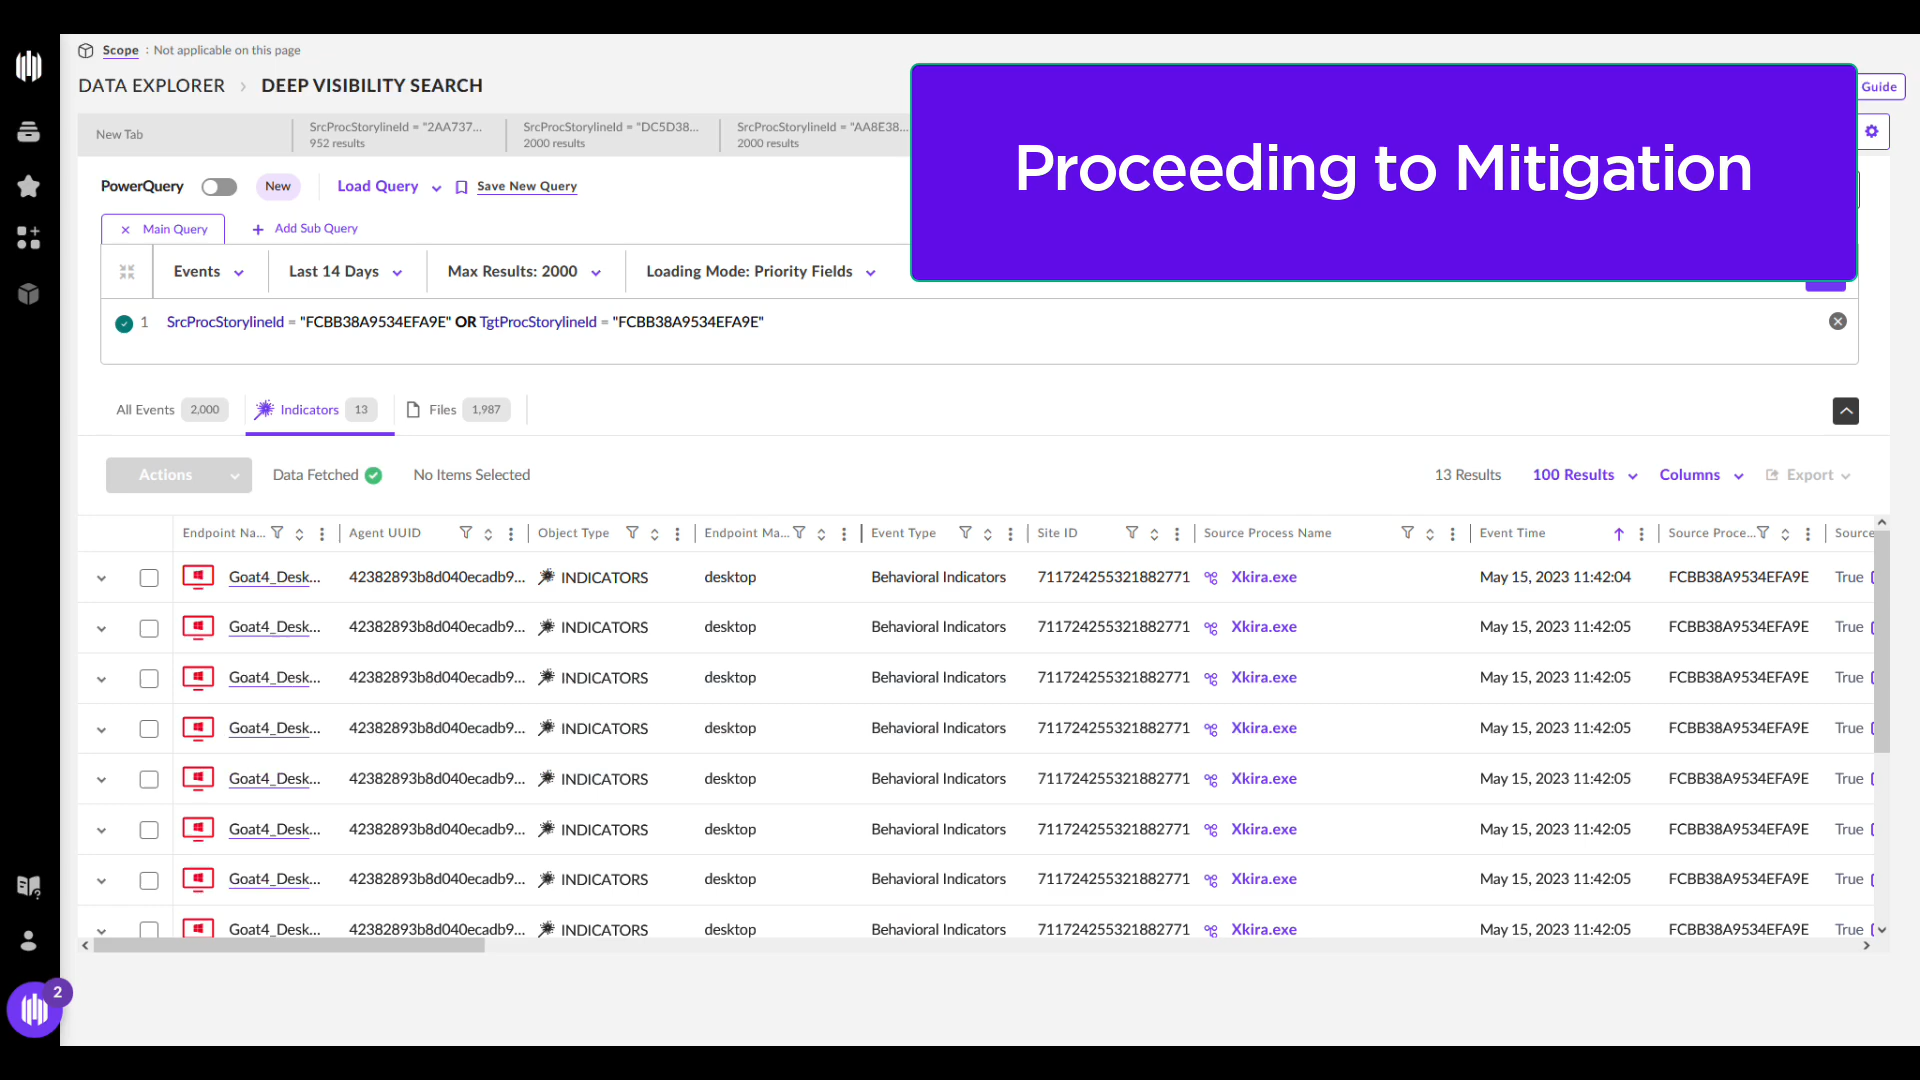 Scope : Not applicable on this page
DATA EXPLORER > DEEP VISIBILITY SEARCH
Guide
Proceeding to Mitigation
New Tab
SrcProcStorylineId = "2AA737...
952 results
SrcProcStorylineId = "DC5D38...
2000 results
SrcProcStorylineId = "AA8E38...
2000 results
PowerQuery New Load Query Save New Query
× Main Query + Add Sub Query
Events Last 14 Days Max Results: 2000 Loading Mode: Priority Fields
1 SrcProcStorylineId = "FCBB38A9534EFA9E" OR TgtProcStorylineId = "FCBB38A9534EFA9E"
All Events 2,000 Indicators 13 Files 1,987
Actions Data Fetched No Items Selected 13 Results 100 Results Columns Export
Endpoint Na... Agent UUID Object Type Endpoint Ma... Event Type Site ID Source Process Name Event Time Source Proce... Source
Goat4_Desk... 42382893b8d040ecadb9... INDICATORS desktop Behavioral Indicators 711724255321882771 Xkira.exe May 15, 2023 11:42:04 FCBB38A9534EFA9E True
Goat4_Desk... 42382893b8d040ecadb9... INDICATORS desktop Behavioral Indicators 711724255321882771 Xkira.exe May 15, 2023 11:42:05 FCBB38A9534EFA9E True
Goat4_Desk... 42382893b8d040ecadb9... INDICATORS desktop Behavioral Indicators 711724255321882771 Xkira.exe May 15, 2023 11:42:05 FCBB38A9534EFA9E True
Goat4_Desk... 42382893b8d040ecadb9... INDICATORS desktop Behavioral Indicators 711724255321882771 Xkira.exe May 15, 2023 11:42:05 FCBB38A9534EFA9E True
Goat4_Desk... 42382893b8d040ecadb9... INDICATORS desktop Behavioral Indicators 711724255321882771 Xkira.exe May 15, 2023 11:42:05 FCBB38A9534EFA9E True
Goat4_Desk... 42382893b8d040ecadb9... INDICATORS desktop Behavioral Indicators 711724255321882771 Xkira.exe May 15, 2023 11:42:05 FCBB38A9534EFA9E True
Goat4_Desk... 42382893b8d040ecadb9... INDICATORS desktop Behavioral Indicators 711724255321882771 Xkira.exe May 15, 2023 11:42:05 FCBB38A9534EFA9E True
Goat4_Desk... 42382893b8d040ecadb9... INDICATORS desktop Behavioral Indicators 711724255321882771 Xkira.exe May 15, 2023 11:42:05 FCBB38A9534EFA9E True
2